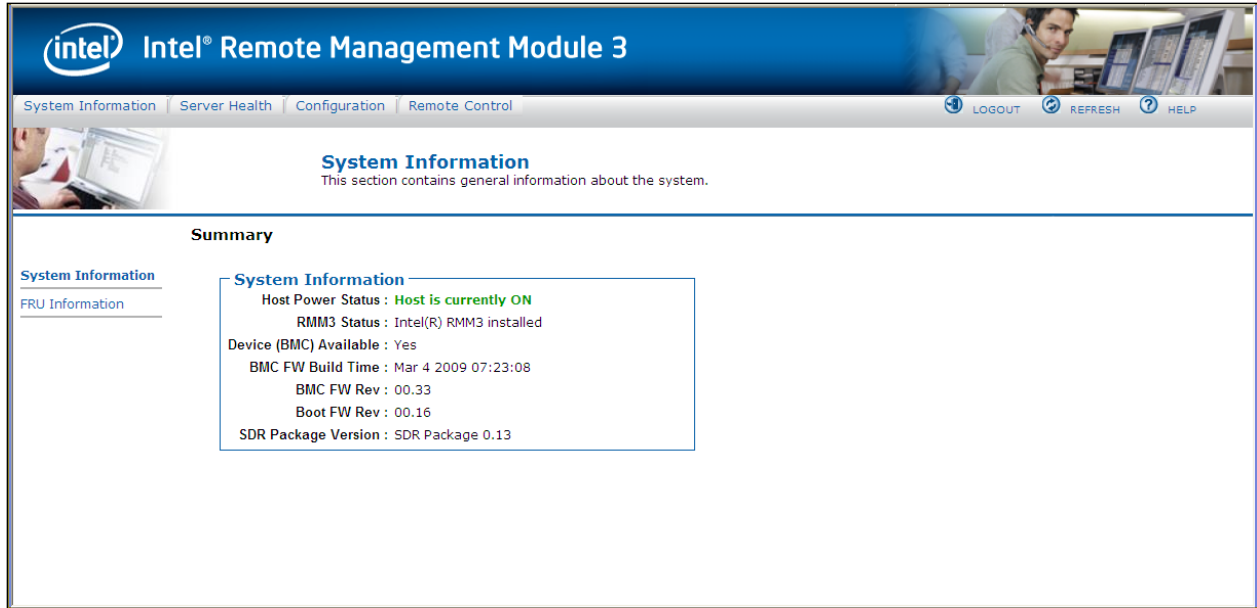 intel Intel® Remote Management Module 3
System Information Server Health Configuration Remote Control LOGOUT REFRESH HELP
System Information
This section contains general information about the system.
Summary
System Information
FRU Information
System Information
Host Power Status : Host is currently ON
RMM3 Status : Intel(R) RMM3 installed
Device (BMC) Available : Yes
BMC FW Build Time : Mar 4 2009 07:23:08
BMC FW Rev : 00.33
Boot FW Rev : 00.16
SDR Package Version : SDR Package 0.13